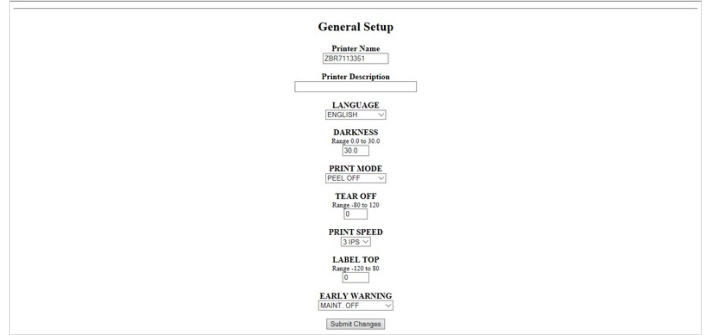 General Setup
Printer Name
ZBR7113351
Printer Description
LANGUAGE
ENGLISH
DARKNESS
Range 0.0 to 30.0
30.0
PRINT MODE
PEEL OFF
TEAR OFF
Range -80 to 120
0
PRINT SPEED
3 IPS
LABEL TOP
Range -120 to 80
0
EARLY WARNING
MAINT. OFF
Submit Changes